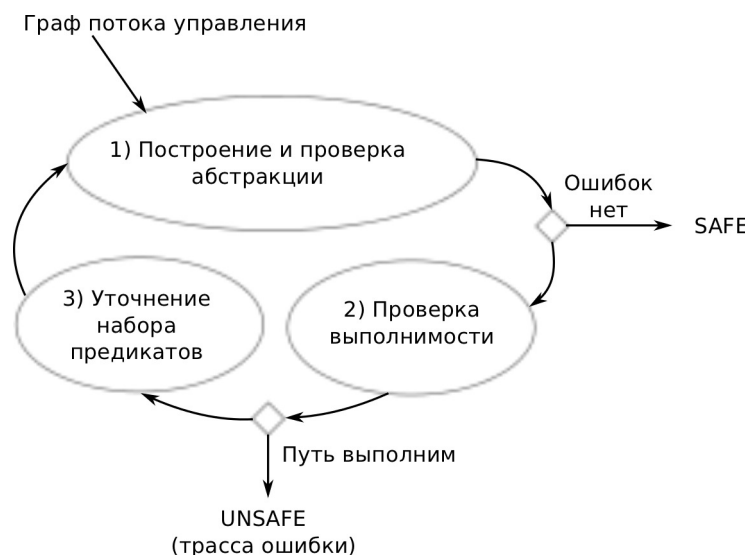 Граф потока управления
1) Построение и проверка
абстракции
Ошибок
нет
SAFE
3) Уточнение
набора
предикатов
2) Проверка
выполнимости
Путь выполним
UNSAFE
(трасса ошибки)